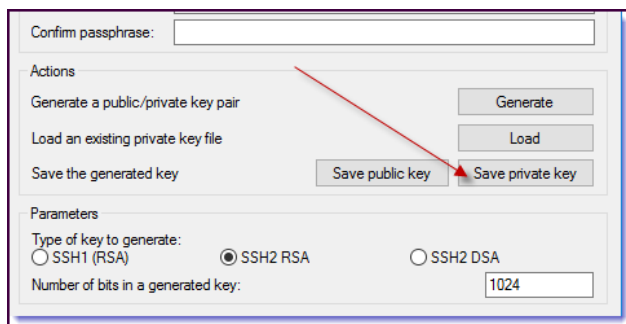 Confirm passphrase:
Actions
Generate a public/private key pair
Generate
Load an existing private key file
Load
Save the generated key
Save public key
Save private key
Parameters
Type of key to generate:
SSH1 (RSA)
SSH2 RSA
SSH2 DSA
Number of bits in a generated key:
1024